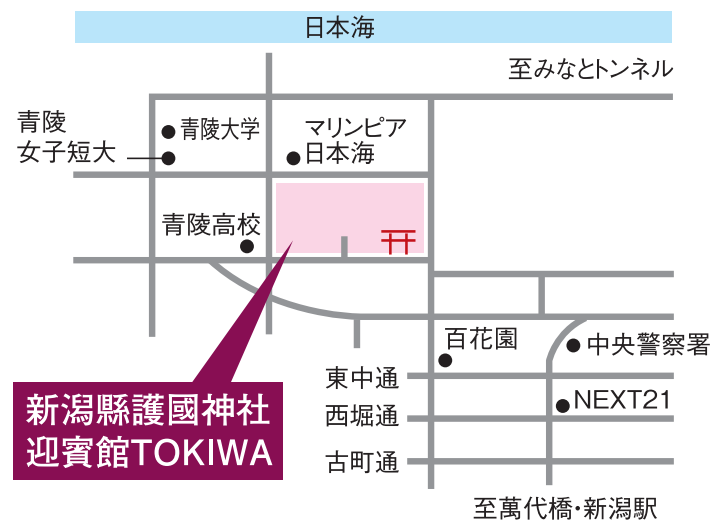 日本海
至みなとトンネル
青陵
女子短大
青陵大学
マリンピア
日本海
青陵高校
百花園
中央警察署
東中通
NEXT21
西堀通
古町通
新潟縣護國神社
迎賓館TOKIWA
至萬代橋・新潟駅